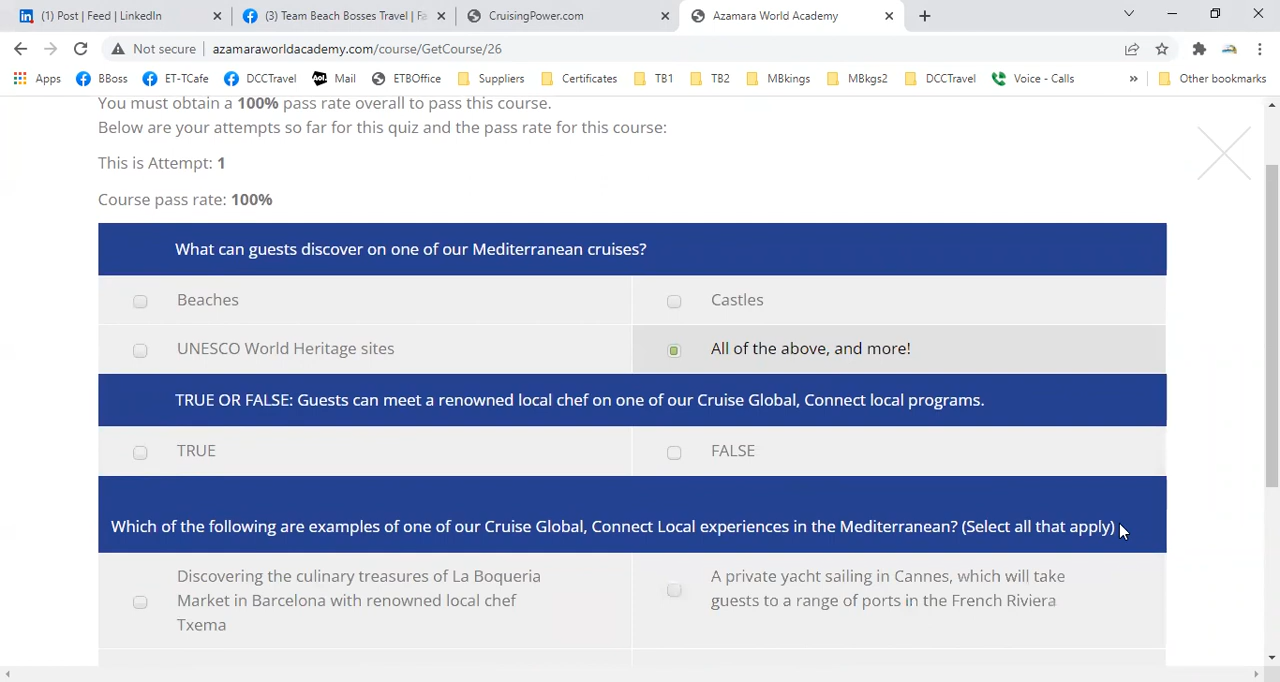 (1) Post | Feed | LinkedIn
(3) Team Beach Bosses Travel | Fa
CruisingPower.com
Azamara World Academy
Not secure
azamaraworldacademy.com/course/GetCourse/26
Apps
BBoss
ET-TCafe
DCCTravel
Aol.
Mail
ETBOffice
Suppliers
Certificates
TB1
TB2
MBkings
MBkgs2
DCCTravel
Voice - Calls
»
Other bookmarks
You must obtain a 100% pass rate overall to pass this course.
Below are your attempts so far for this quiz and the pass rate for this course:
This is Attempt: 1
Course pass rate: 100%
What can guests discover on one of our Mediterranean cruises?
Beaches
Castles
UNESCO World Heritage sites
All of the above, and more!
TRUE OR FALSE: Guests can meet a renowned local chef on one of our Cruise Global, Connect local programs.
TRUE
FALSE
Which of the following are examples of one of our Cruise Global, Connect Local experiences in the Mediterranean? (Select all that apply)
Discovering the culinary treasures of La Boqueria
Market in Barcelona with renowned local chef
Txema
A private yacht sailing in Cannes, which will take
guests to a range of ports in the French Riviera